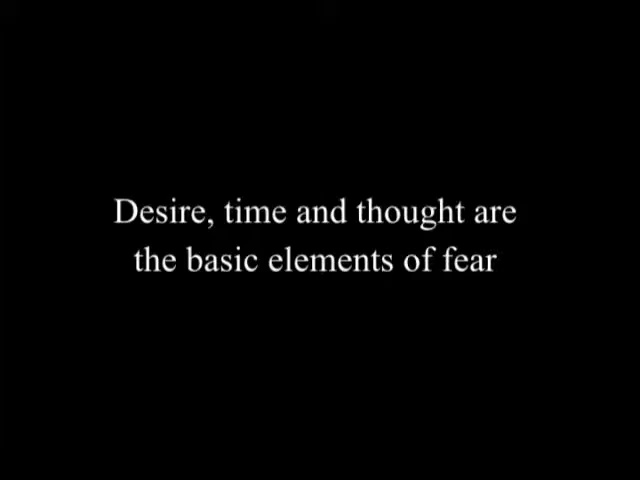 Desire, time and thought are
the basic elements of fear